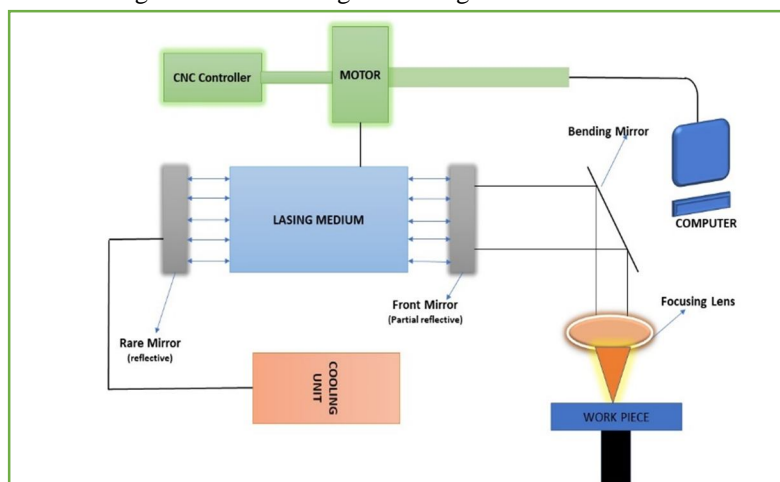 CNC Controller
MOTOR
Bending Mirror
LASING MEDIUM
COMPUTER
Front Mirror
(Partial reflective)
Focusing Lens
Rare Mirror
(reflective)
COOLING
UNIT
WORK PIECE